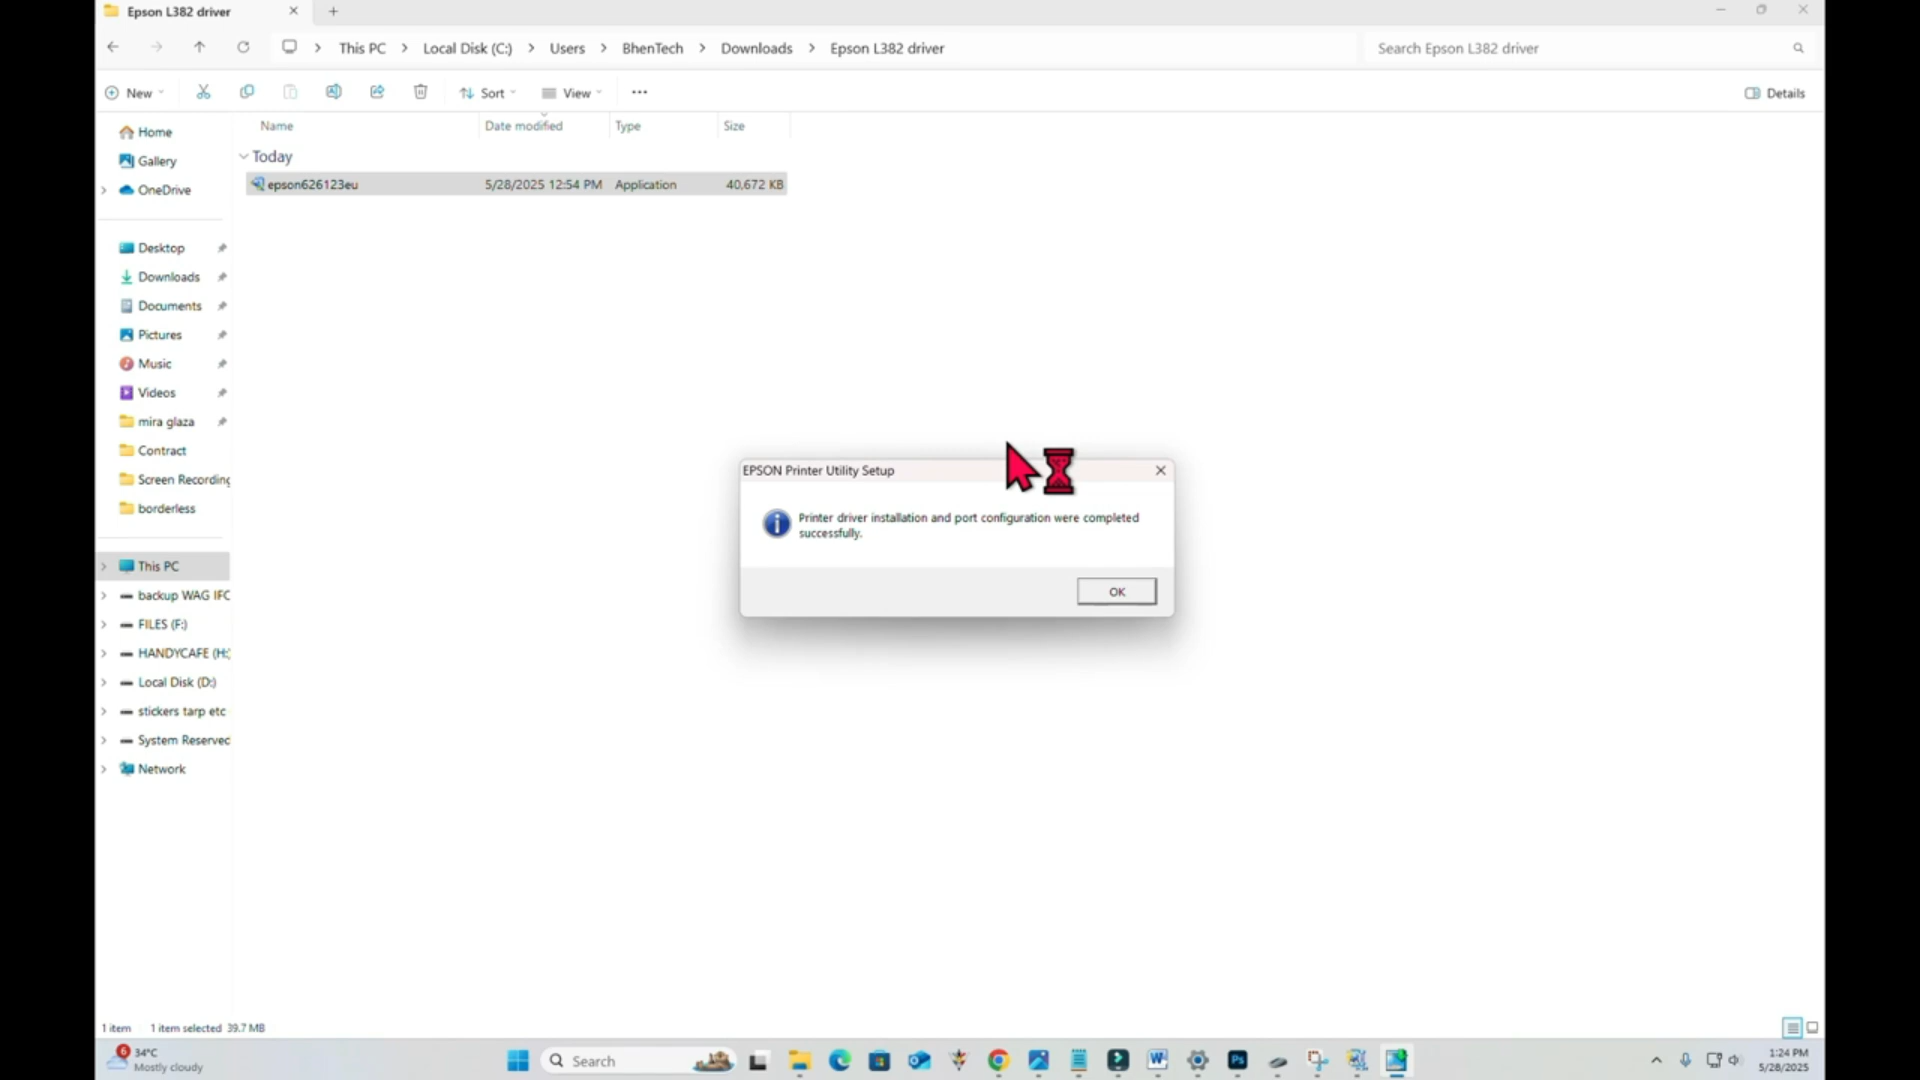 Epson L382 driver
This PC > Local Disk (C:) > Users > BhenTech > Downloads > Epson L382 driver
Search Epson L382 driver
New
Sort
View
Details
Name
Date modified
Type
Size
Home
Gallery
OneDrive
Desktop
Downloads
Documents
Pictures
Music
Videos
mira glaza
Contract
Screen Recording
borderless
This PC
backup WAG IFC
FILES (F:)
HANDYCAFE (H:)
Local Disk (D:)
stickers tarp etc
System Reserved
Network
Today
epson626123eu 5/28/2025 12:54 PM Application 40,672 KB
EPSON Printer Utility Setup
Printer driver installation and port configuration were completed
successfully.
OK
1 item 1 item selected 39.7 MB
6
34°C
Mostly cloudy
Search
W
Ps
1:24 PM
5/28/2025